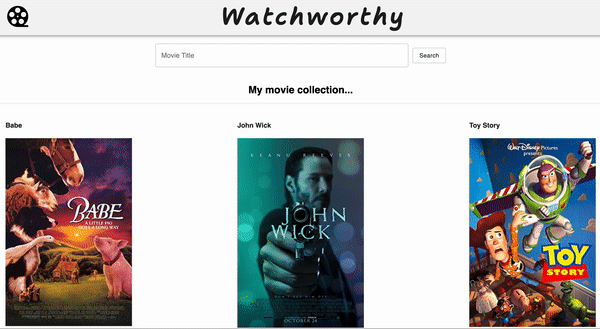 Watchworthy
Movie Title
Search
My movie collection...
Babe
John Wick
Toy Story
BABE
A LITTLE PIG
GOES A LONG WAY
KEANU REEVES
JOHN
WICK
OCTOBER 24
WALT DISNEY Pictures
presents
TOY
STORY